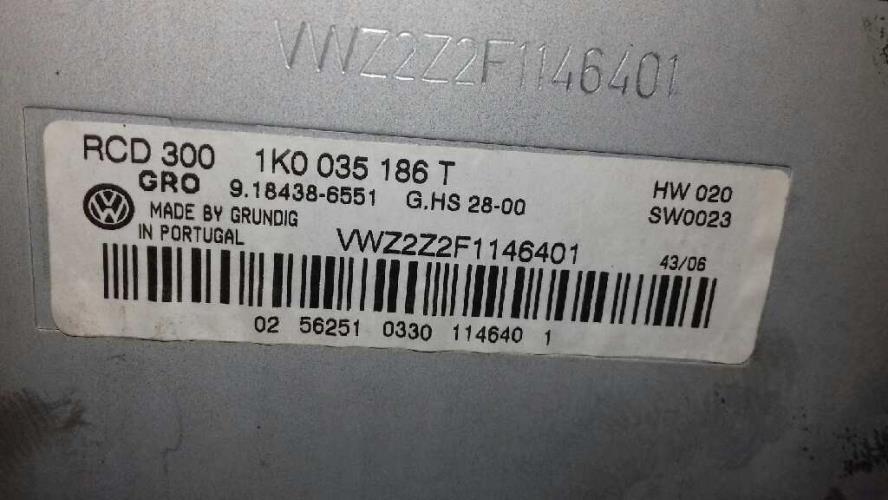 VWZ2Z2F1146401
RCD 300 1K0 035 186 T
GRO 9.18438-6551 G.HS 28-00 HW 020
MADE BY GRUNDIG SW0023
IN PORTUGAL VWZ2Z2F1146401 43/06
02 56251 0330 114640 1